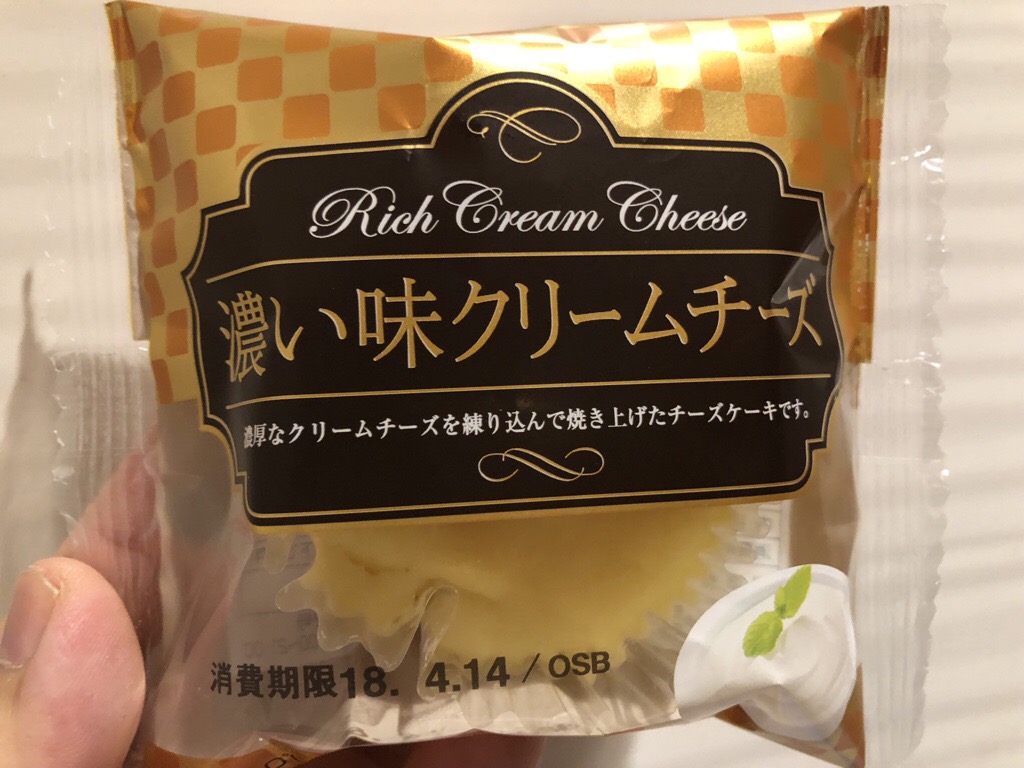 Rich Cream Cheese
濃い味クリームチーズ
濃厚なクリームチーズを練り込んで焼き上げたチーズケーキです。
消費期限18. 4.14 / OSB